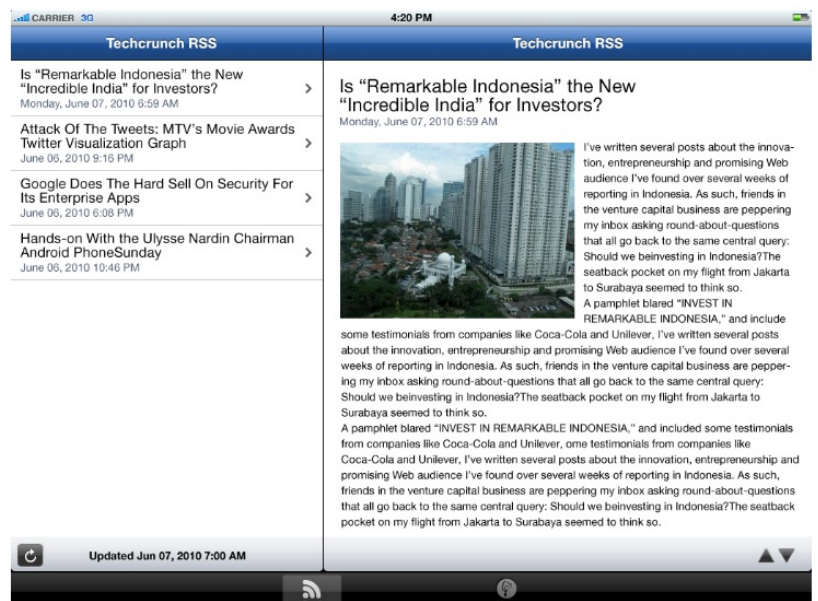 CARRIER 3G
4:20 PM
Techcrunch RSS
Is “Remarkable Indonesia” the New
“Incredible India” for Investors?
Monday, June 07, 2010 6:59 AM
Attack Of The Tweets: MTV's Movie Awards
Twitter Visualization Graph
June 06, 2010 9:16 PM
Google Does The Hard Sell On Security For
Its Enterprise Apps
June 06, 2010 6:08 PM
Hands-on With the Ulysse Nardin Chairman
Android PhoneSunday
June 06, 2010 10:46 PM
Updated Jun 07, 2010 7:00 AM
Techcrunch RSS
Is “Remarkable Indonesia” the New
“Incredible India” for Investors?
Monday, June 07, 2010 6:59 AM
I've written several posts about the innova-
tion, entrepreneurship and promising Web
audience I've found over several weeks of
reporting in Indonesia. As such, friends in
the venture capital business are peppering
my inbox asking round-about-questions
that all go back to the same central query:
Should we beinvesting in Indonesia?The
seatback pocket on my flight from Jakarta
to Surabaya seemed to think so.
A pamphlet blared “INVEST IN
REMARKABLE INDONESIA,” and include
some testimonials from companies like Coca-Cola and Unilever, I've written several posts
about the innovation, entrepreneurship and promising Web audience I've found over several
weeks of reporting in Indonesia. As such, friends in the venture capital business are pepper-
ing my inbox asking round-about-questions that all go back to the same central query:
Should we beinvesting in Indonesia?The seatback pocket on my flight from Jakarta to
Surabaya seemed to think so.
A pamphlet blared “INVEST IN REMARKABLE INDONESIA,” and included some testimonials
from companies like Coca-Cola and Unilever, ome testimonials from companies like
Coca-Cola and Unilever, I've written several posts about the innovation, entrepreneurship and
promising Web audience I've found over several weeks of reporting in Indonesia. As such,
friends in the venture capital business are peppering my inbox asking round-about-questions
that all go back to the same central query: Should we beinvesting in Indonesia?The seatback
pocket on my flight from Jakarta to Surabaya seemed to think so.